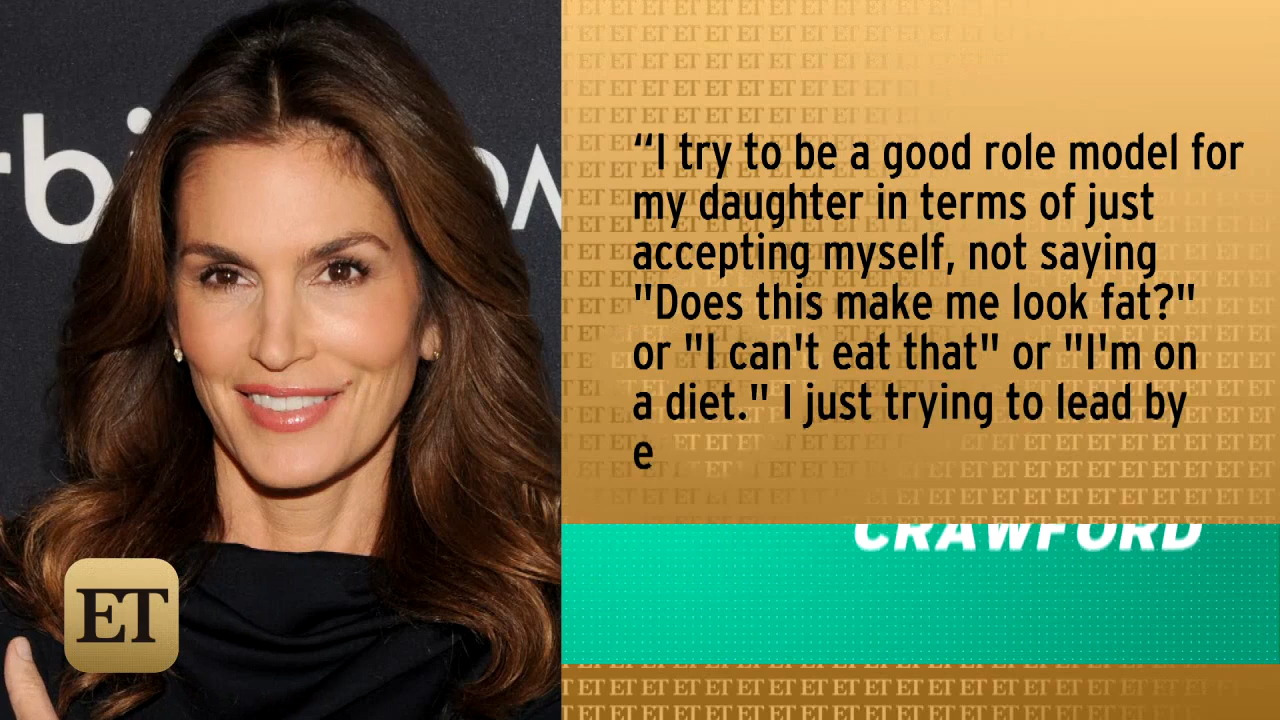 “I try to be a good role model for
my daughter in terms of just
accepting myself, not saying
"Does this make me look fat?"
or "I can't eat that" or "I'm on
a diet." I just trying to lead by
e
CRAWFORD
ET